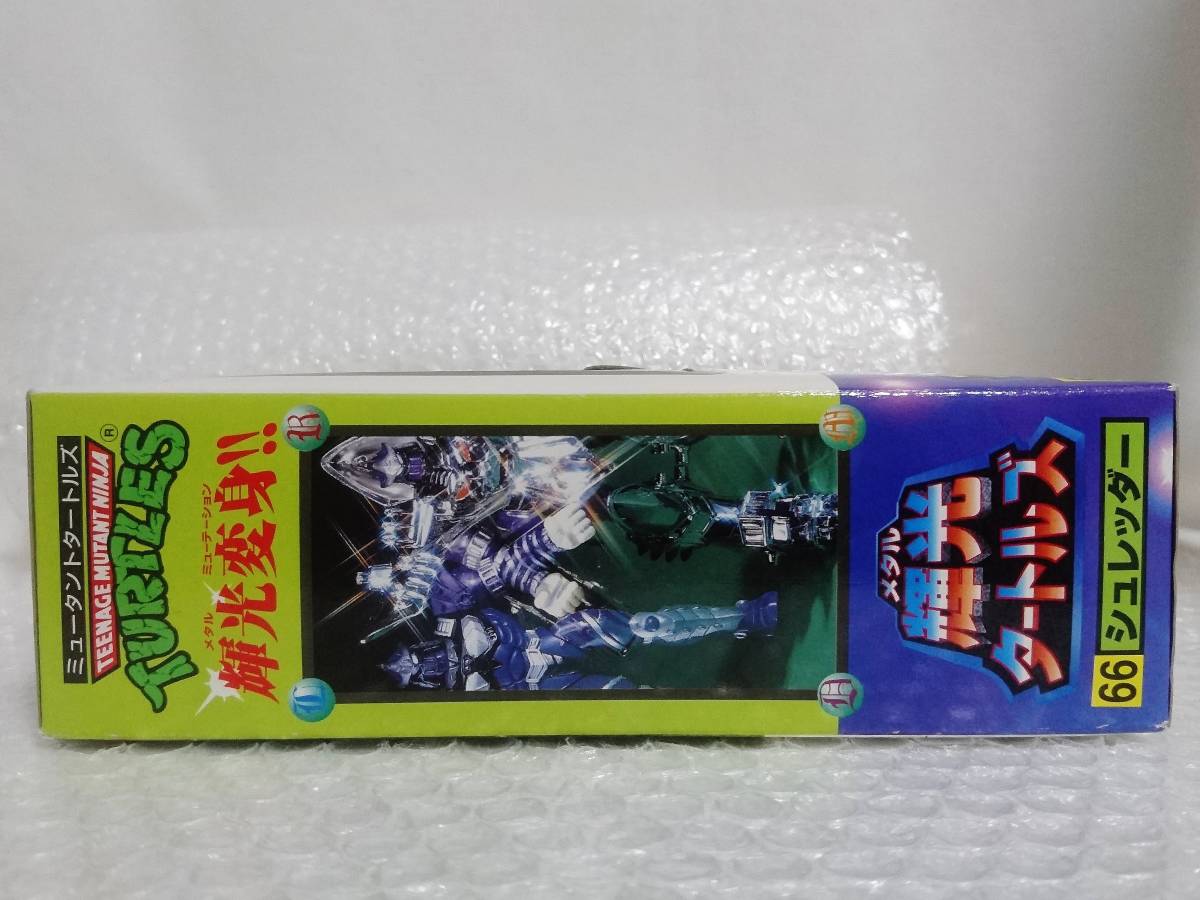 ミュータントタートルズ
TEENAGE MUTANT NINJA
TURTLES ®
メタル ミューテーション
輝光変身!!
R
L
D
メタル
輝光
タートルズ
66 シュレッダー